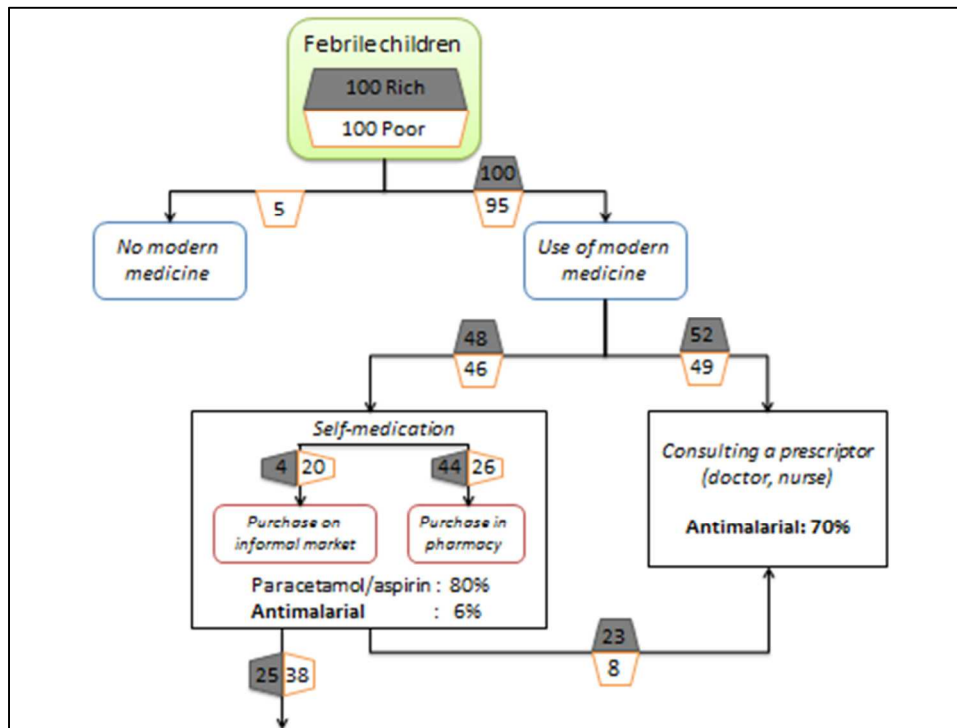 Febrile children
100 Rich
100 Poor
100
5
95
No modern
medicine
Use of modern
medicine
48
52
46
49
Self-medication
4 20
44 26
Purchase on
informal market
Purchase in
pharmacy
Paracetamol/aspirin : 80%
Antimalarial : 6%
Consulting a prescriptor
(doctor, nurse)
Antimalarial: 70%
23
8
25 38